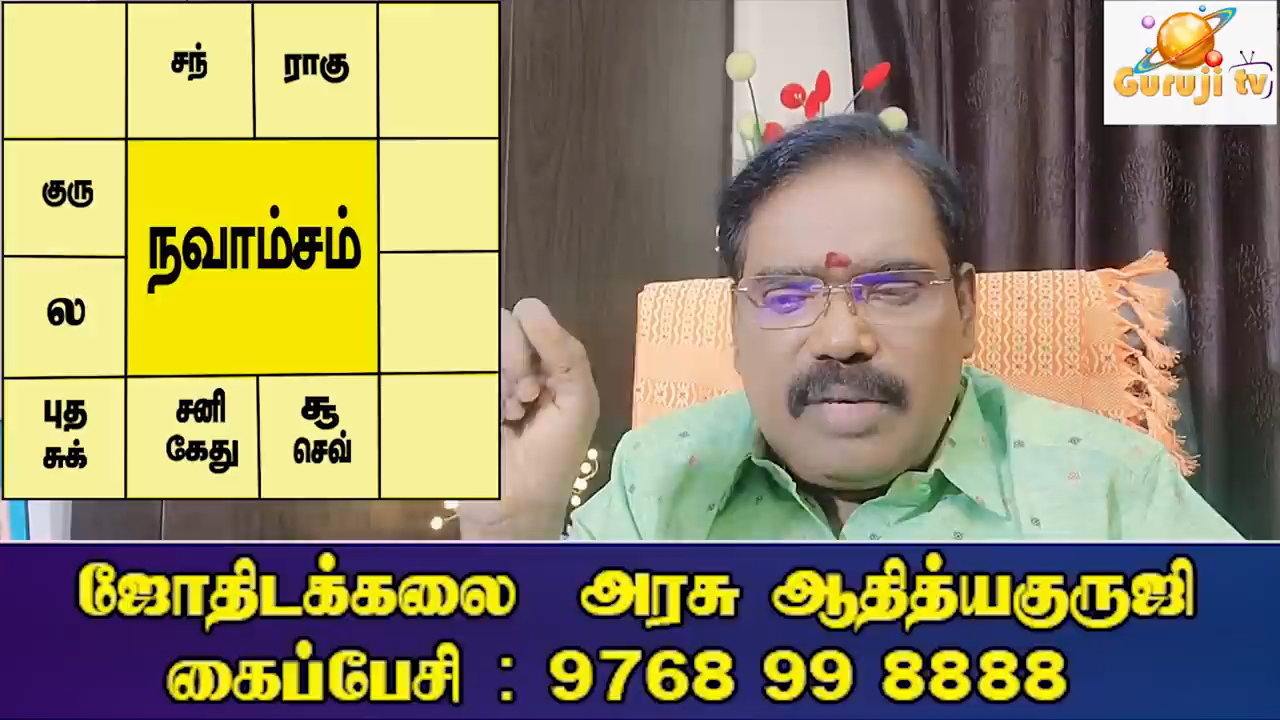 சந்
ராகு
Guruji tv
குரு
நவாம்சம்
ல
புத
சுக்
சனி
கேது
சூ
செவ்
ஜோதிடக்கலை அரசு ஆதித்யகுருஜி
கைப்பேசி : 9768 99 8888